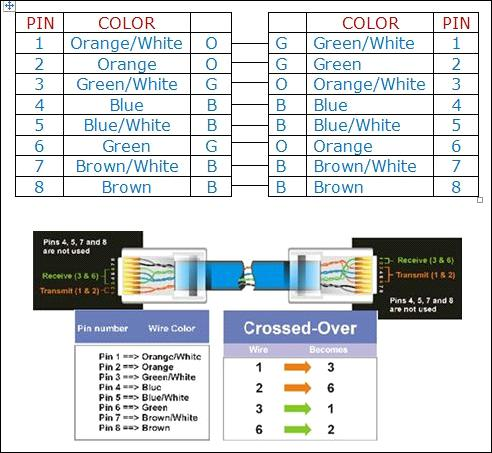 PIN COLOR COLOR PIN
1 Orange/White O G Green/White 1
2 Orange O G Green 2
3 Green/White G O Orange/White 3
4 Blue B B Blue 4
5 Blue/White B B Blue/White 5
6 Green G O Orange 6
7 Brown/White B B Brown/White 7
8 Brown B B Brown 8
Pins 4, 5, 7 and 8
are not used
Receive (3 & 6)
Transmit (1 & 2)
Receive (3 & 6)
Transmit (1 & 2)
Pins 4, 5, 7 and 8
are not used
Pin number Wire Color
Pin 1 ==> Orange/White
Pin 2 ==> Orange
Pin 3 ==> Green/White
Pin 4 ==> Blue
Pin 5 ==> Blue/White
Pin 6 ==> Green
Pin 7 ==> Brown/White
Pin 8 ==> Brown
Crossed-Over
Wire Becomes
1 3
2 6
3 1
6 2